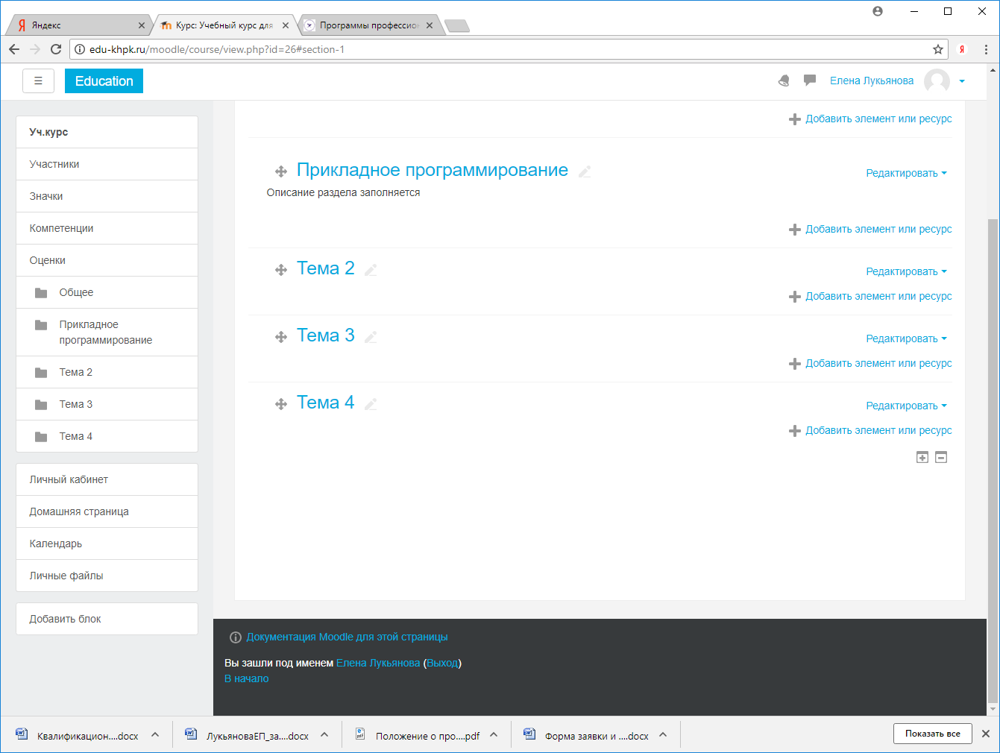 Яндекс
Курс: Учебный курс для
Программы професcио
edu-khpk.ru/moodle/course/view.php?id=26#section-1
Education
Елена Лукьянова
Уч.курс
Участники
Значки
Компетенции
Оценки
Общее
Прикладное
программирование
Тема 2
Тема 3
Тема 4
Личный кабинет
Домашняя страница
Календарь
Личные файлы
Добавить блок
Добавить элемент или ресурс
Прикладное программирование
Редактировать
Описание раздела заполняется
Добавить элемент или ресурс
Тема 2
Редактировать
Добавить элемент или ресурс
Тема 3
Редактировать
Добавить элемент или ресурс
Тема 4
Редактировать
Добавить элемент или ресурс
Документация Moodle для этой страницы
Вы зашли под именем Елена Лукьянова (Выход)
В начало
Квалификацион....docx
ЛукьяноваЕП_за....docx
Положение о про....pdf
Форма заявки и ....docx
Показать все